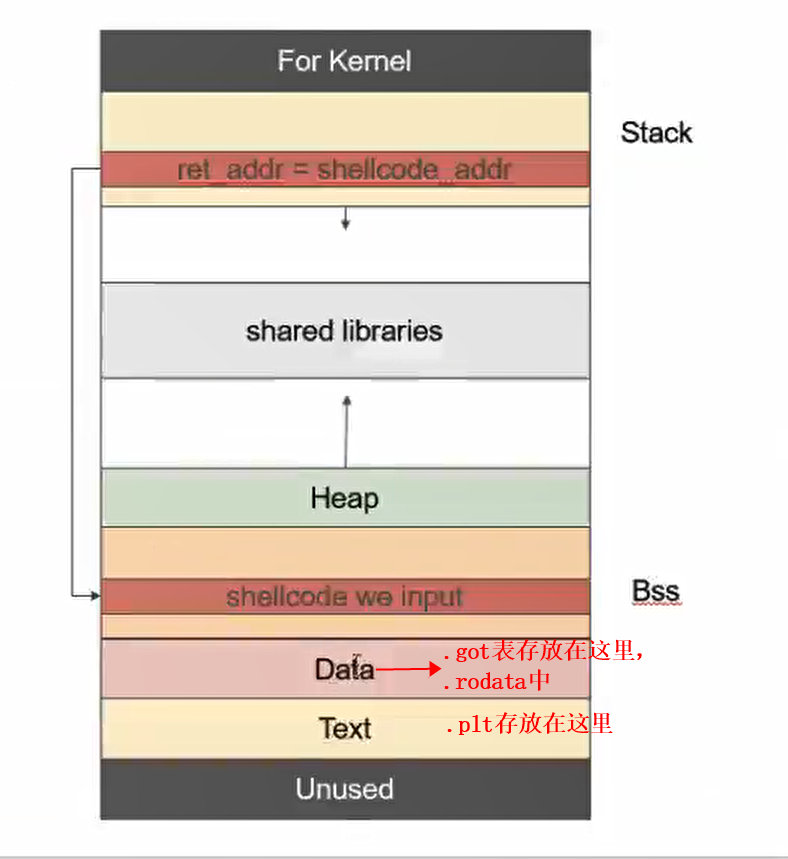 For Kernel
Stack
ret_addr = shellcode_addr
shared libraries
Heap
shellcode we input
Bss
.got表存放在这里，
Data
.rodata中
Text
.plt存放在这里
Unused